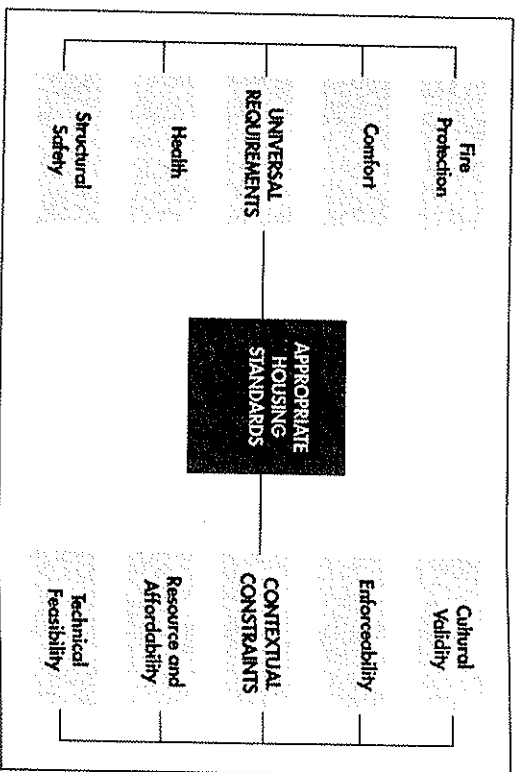 Fire
Protection
Comfort
UNIVERSAL
REQUIREMENTS
Health
Structural
Safety
APPROPRIATE
HOUSING
STANDARDS
Cultural
Validity
Enforceability
CONTEXTUAL
CONSTRAINTS
Resource and
Affordability
Technical
Feasibility